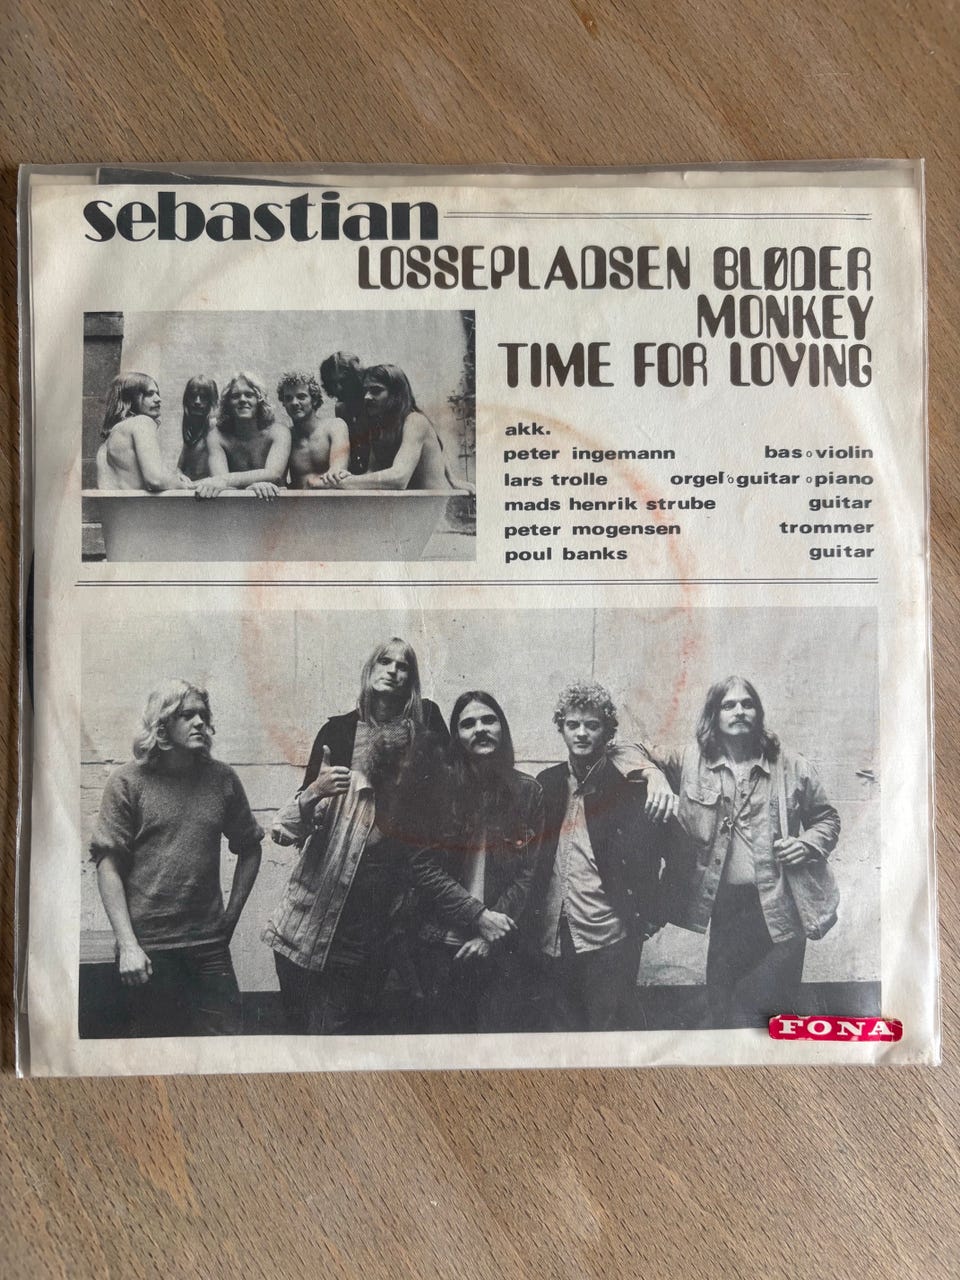 sebastian
LOSSEPLADSEN BLØDER
MONKEY
TIME FOR LOVING
akk.
peter ingemann bas∘violin
lars trolle orgel∘guitar∘piano
mads henrik strube guitar
peter mogensen trommer
poul banks guitar
FONA